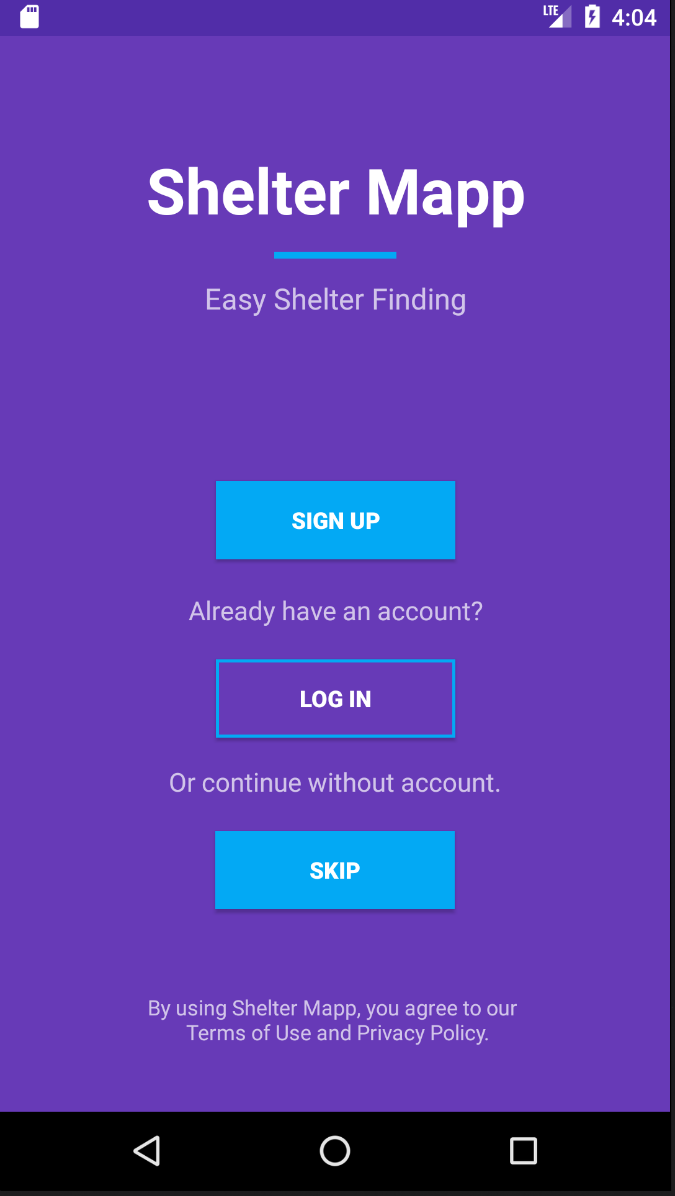 LTE 4:04
Shelter Mapp
Easy Shelter Finding
SIGN UP
Already have an account?
LOG IN
Or continue without account.
SKIP
By using Shelter Mapp, you agree to our
Terms of Use and Privacy Policy.